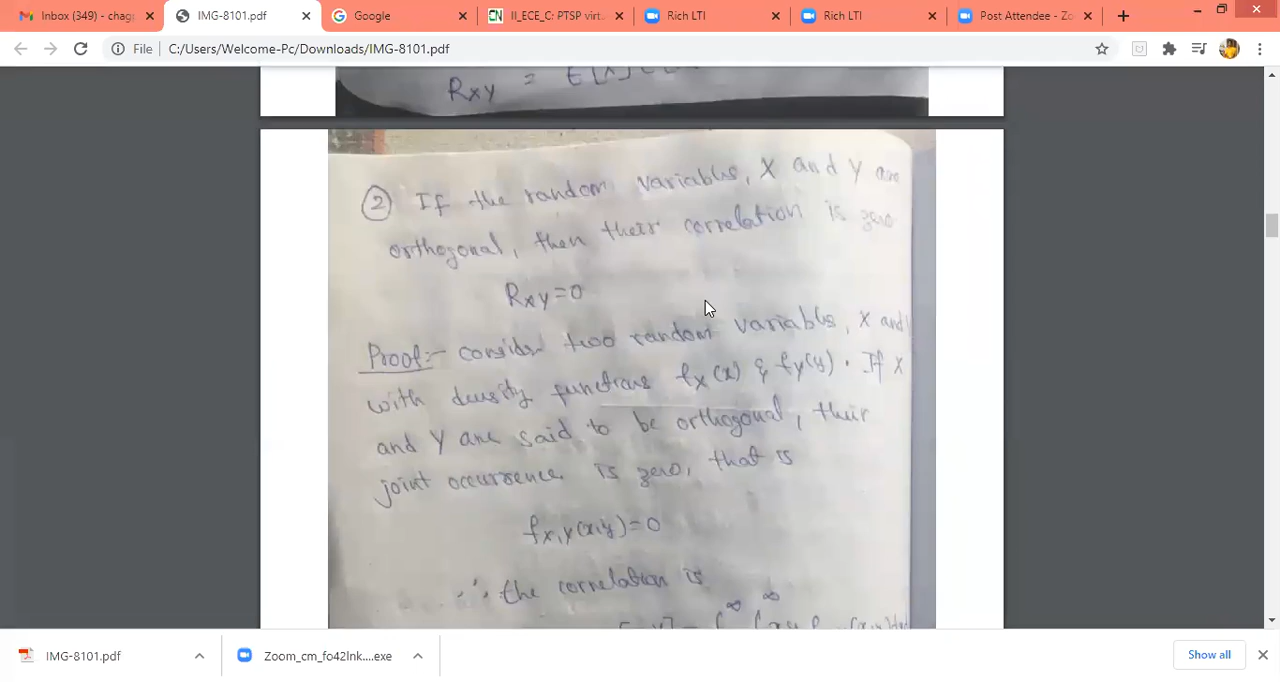 Inbox (349) - chag
IMG-8101.pdf
Google
II_ECE_C: PTSP virtu
Rich LTI
Rich LTI
Post Attendee - Zo
File
C:/Users/Welcome-Pc/Downloads/IMG-8101.pdf
RXY = E[X]
② If the random variables, X and Y are
orthogonal, then their correlation is zero
RXY=0
Proof:- consider two random variables, X and
with density functions fX(x) & fY(y). If X
and Y are said to be orthogonal, their
joint occurrence is zero, that is
fX,Y(x,y)=0
∴ the correlation is
∞ ∞
IMG-8101.pdf
Zoom_cm_fo42lnk....exe
Show all